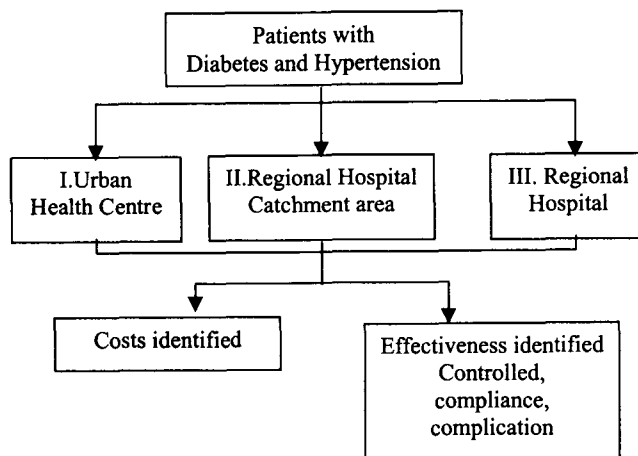 Patients with
Diabetes and Hypertension
I.Urban
Health Centre
II.Regional Hospital
Catchment area
III. Regional
Hospital
Costs identified
Effectiveness identified
Controlled,
compliance,
complication